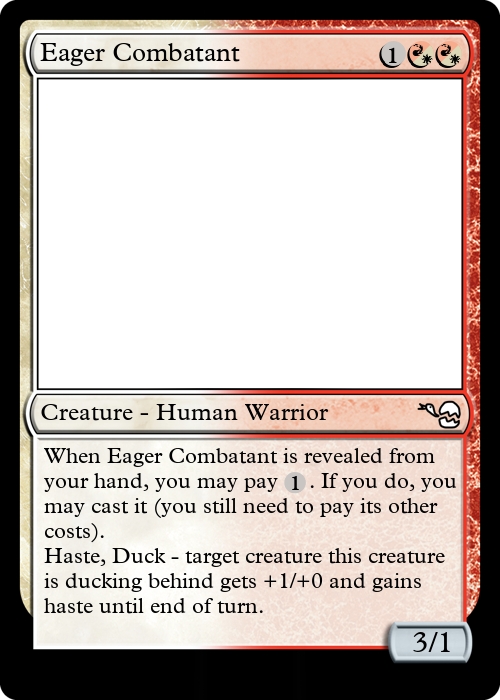 Eager Combatant 1
When Eager Combatant is revealed from
your hand, you may pay 1 . If you do, you
may cast it (you still need to pay its other
costs).
Haste, Duck - target creature this creature
is ducking behind gets +1/+0 and gains
haste until end of turn.
Creature - Human Warrior
3/1